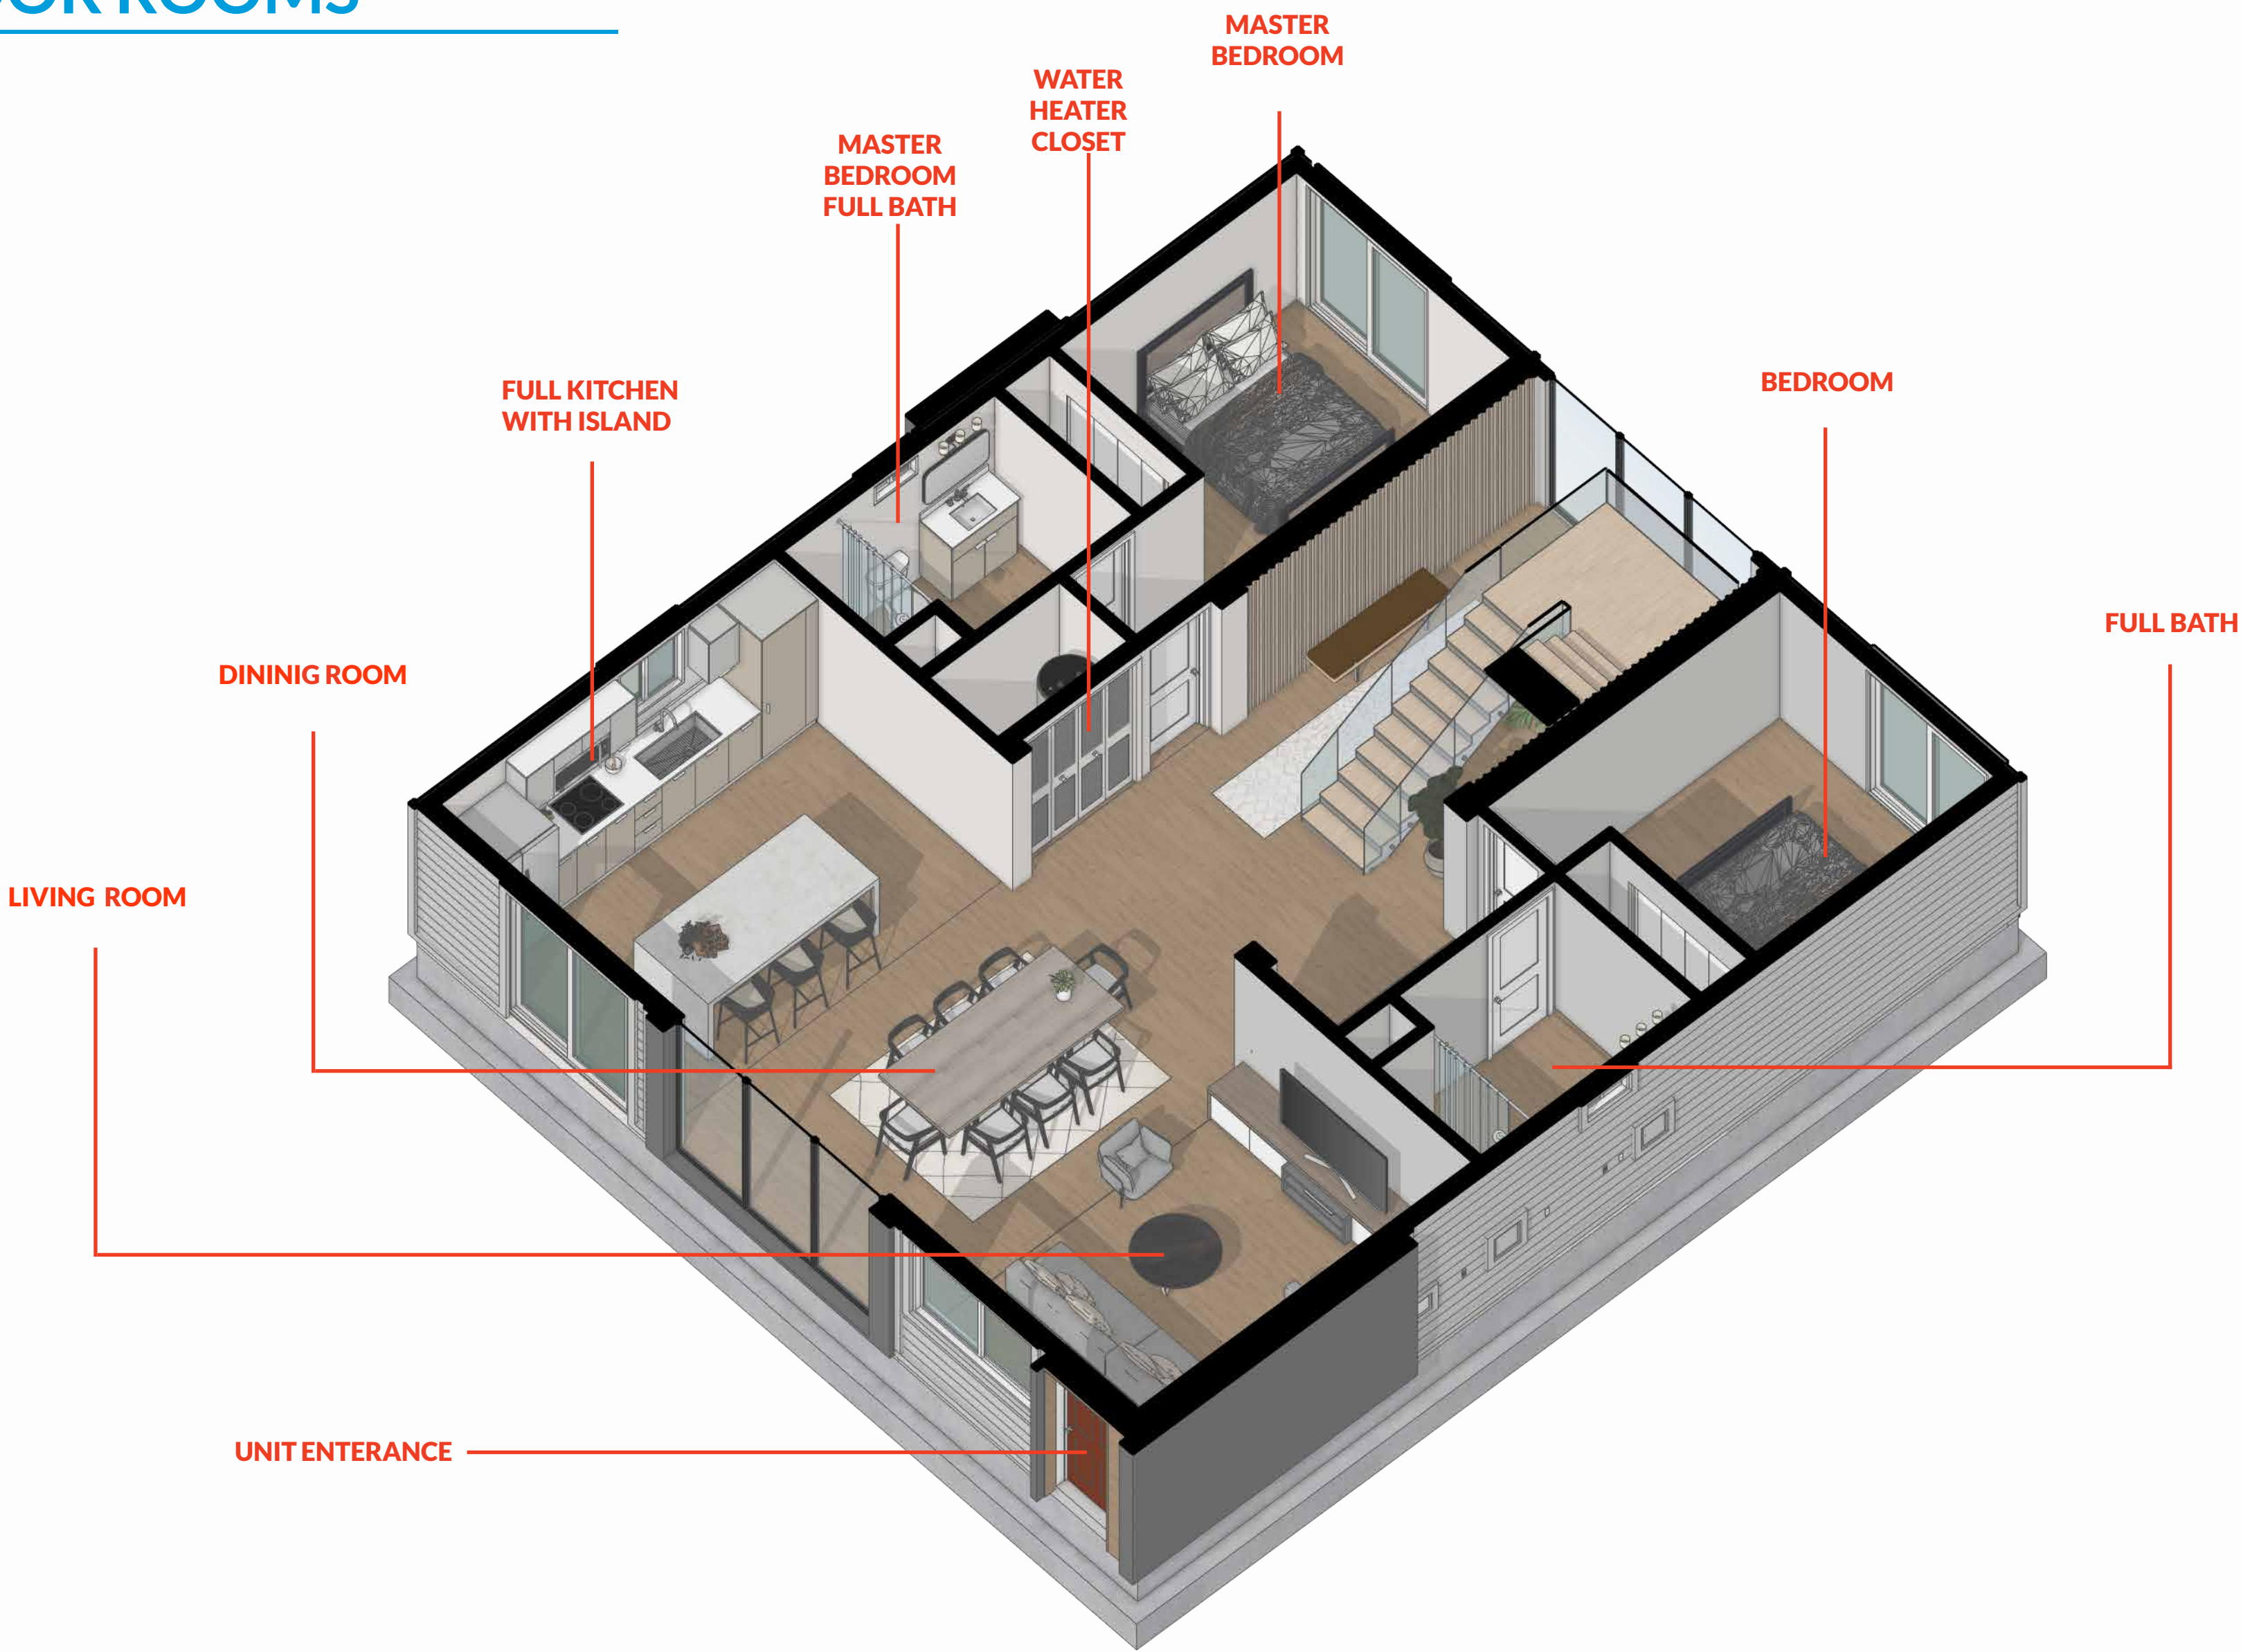 ROOMS
MASTER
BEDROOM
WATER
HEATER
CLOSET
MASTER
BEDROOM
FULL BATH
FULL KITCHEN
WITH ISLAND
BEDROOM
FULL BATH
DININIG ROOM
LIVING ROOM
UNIT ENTERANCE